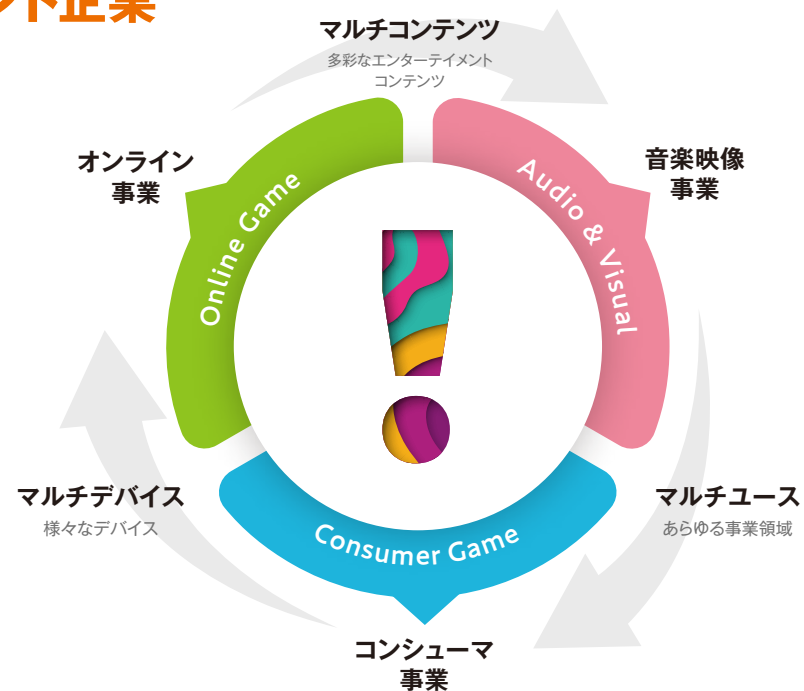 ント企業
マルチコンテンツ
多彩なエンターテイメント
コンテンツ
オンライン
事業
音楽映像
事業
Online Game
Audio & Visual
マルチデバイス
様々なデバイス
マルチユース
あらゆる事業領域
Consumer Game
コンシューマ
事業